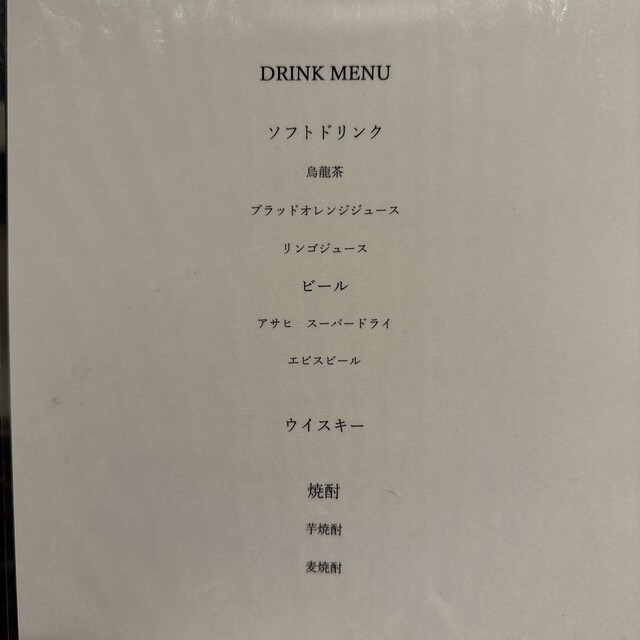 DRINK MENU
ソフトドリンク
烏龍茶
ブラッドオレンジジュース
リンゴジュース
ビール
アサヒ　スーパードライ
エビスビール
ウイスキー
焼酎
芋焼酎
麦焼酎